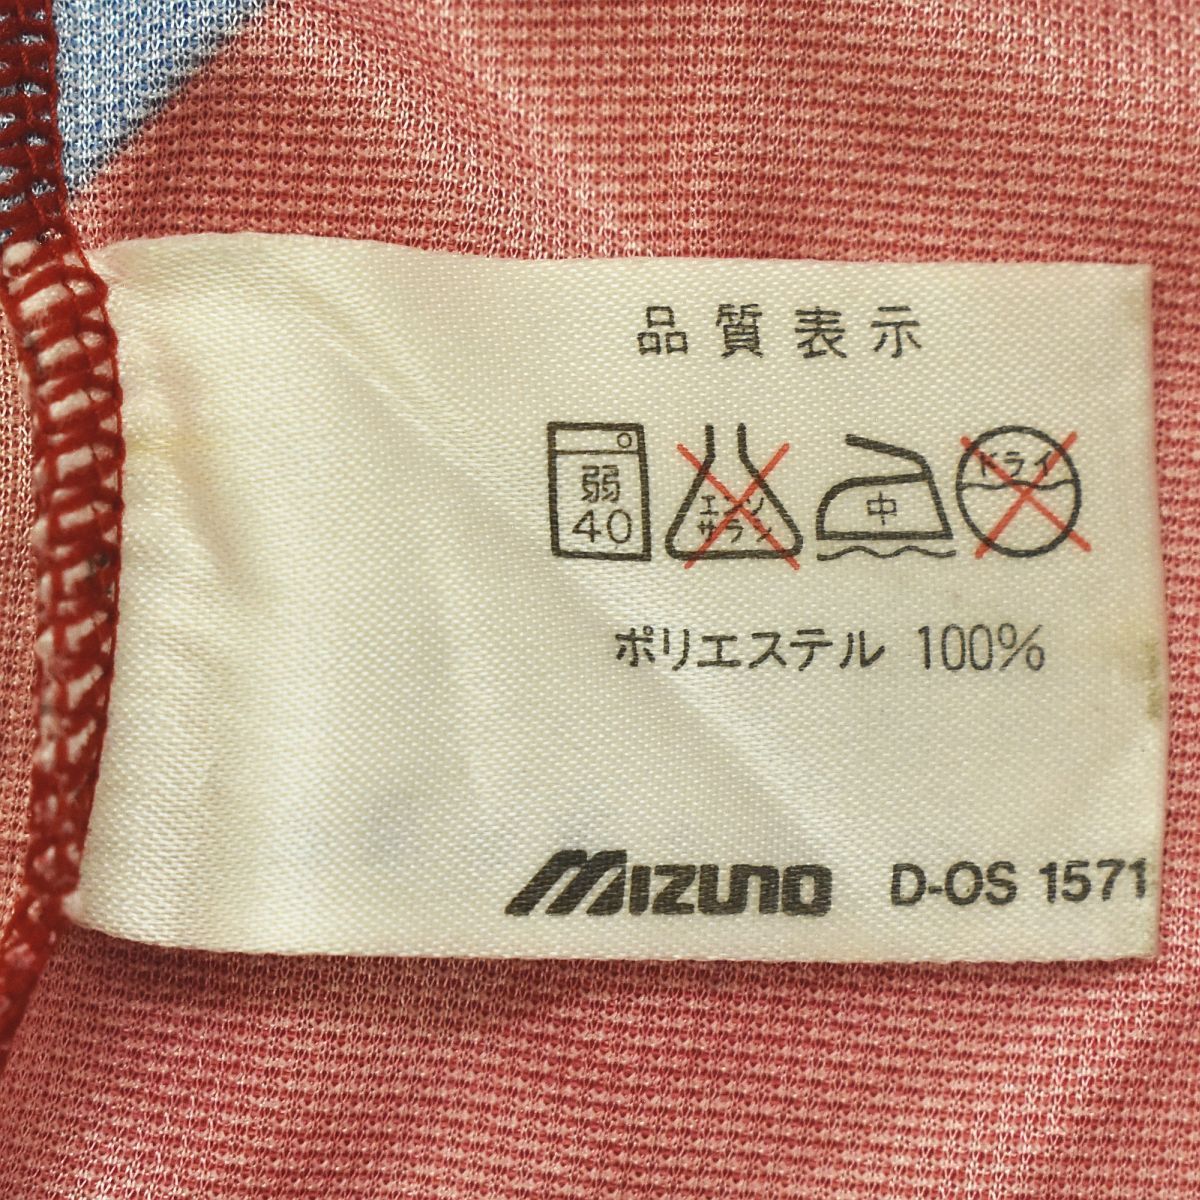 品質表示
弱 エンソ 中 ドライ
40 サラシ
ポリエステル 100%
MIZUNO D-OS 1571